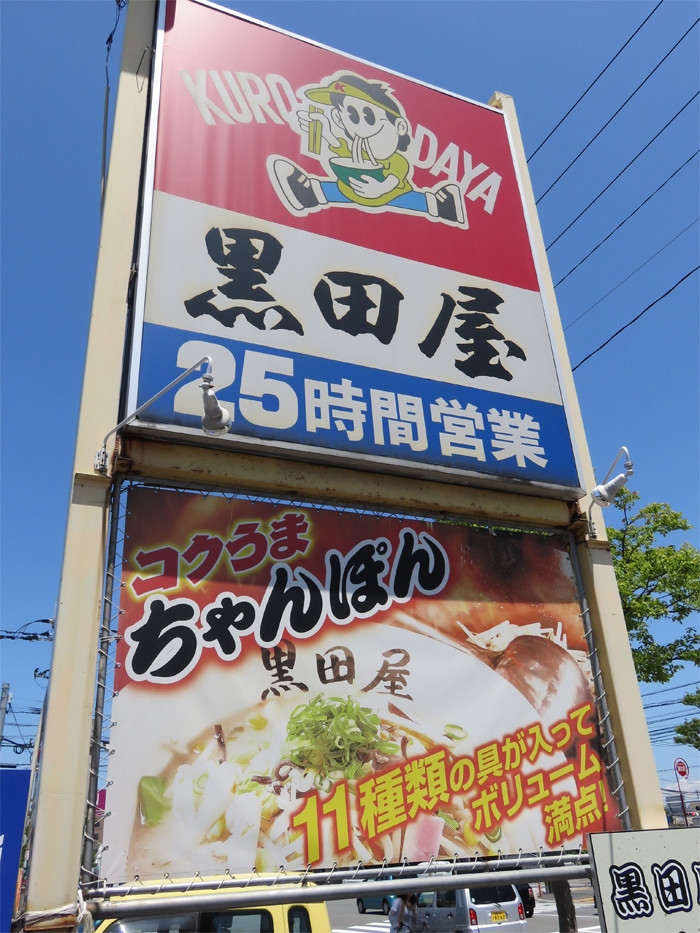 KURODAYA
K
黒田屋
25時間営業
コクうま
ちゃんぽん
黒田屋
11種類の具が入って
ボリューム
満点!
黒田